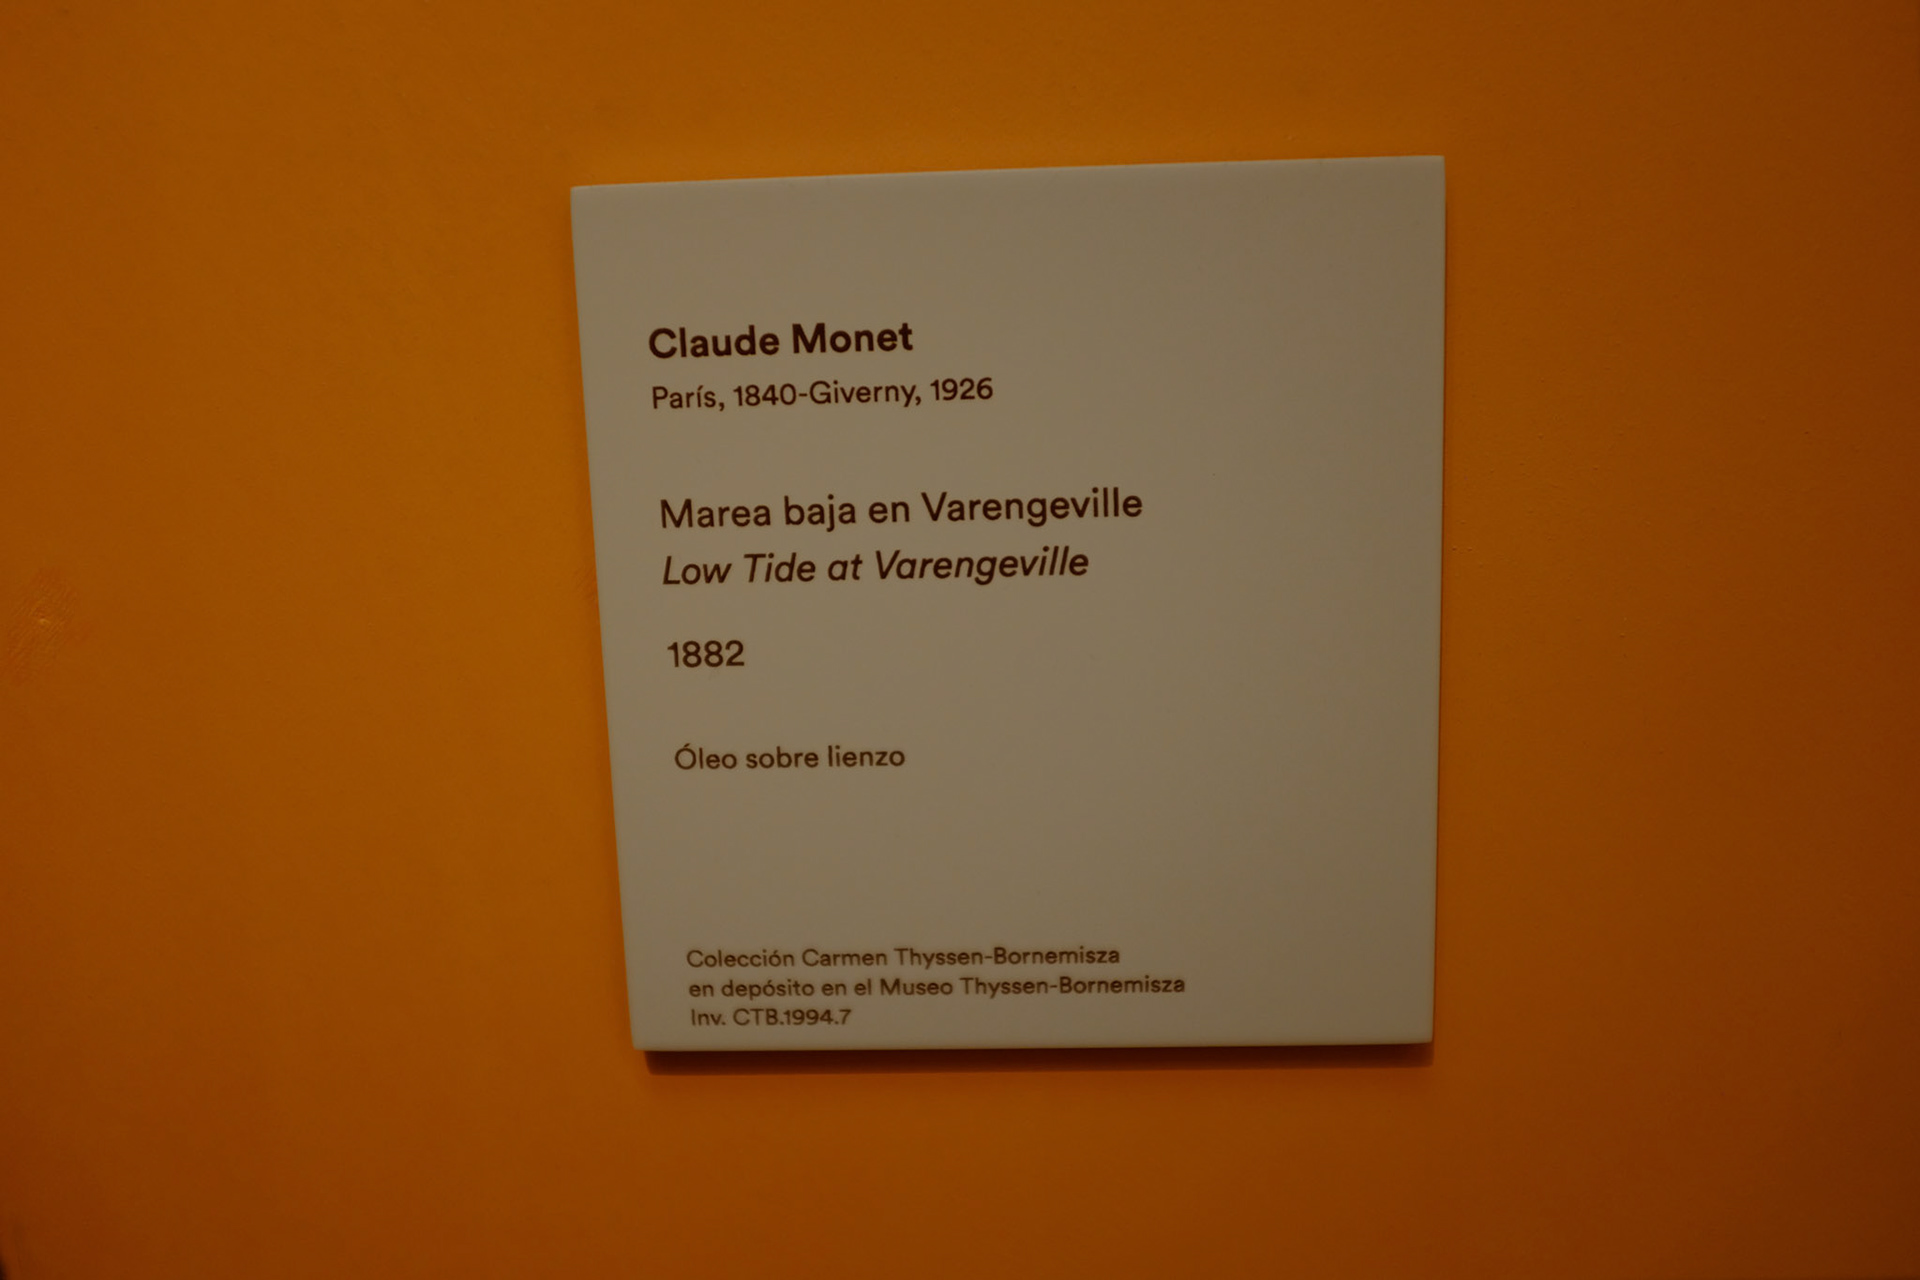 Claude Monet
París, 1840-Giverny, 1926
Marea baja en Varengeville
Low Tide at Varengeville
1882
Óleo sobre lienzo
Colección Carmen Thyssen-Bornemisza
en depósito en el Museo Thyssen-Bornemisza
Inv. CTB.1994.7